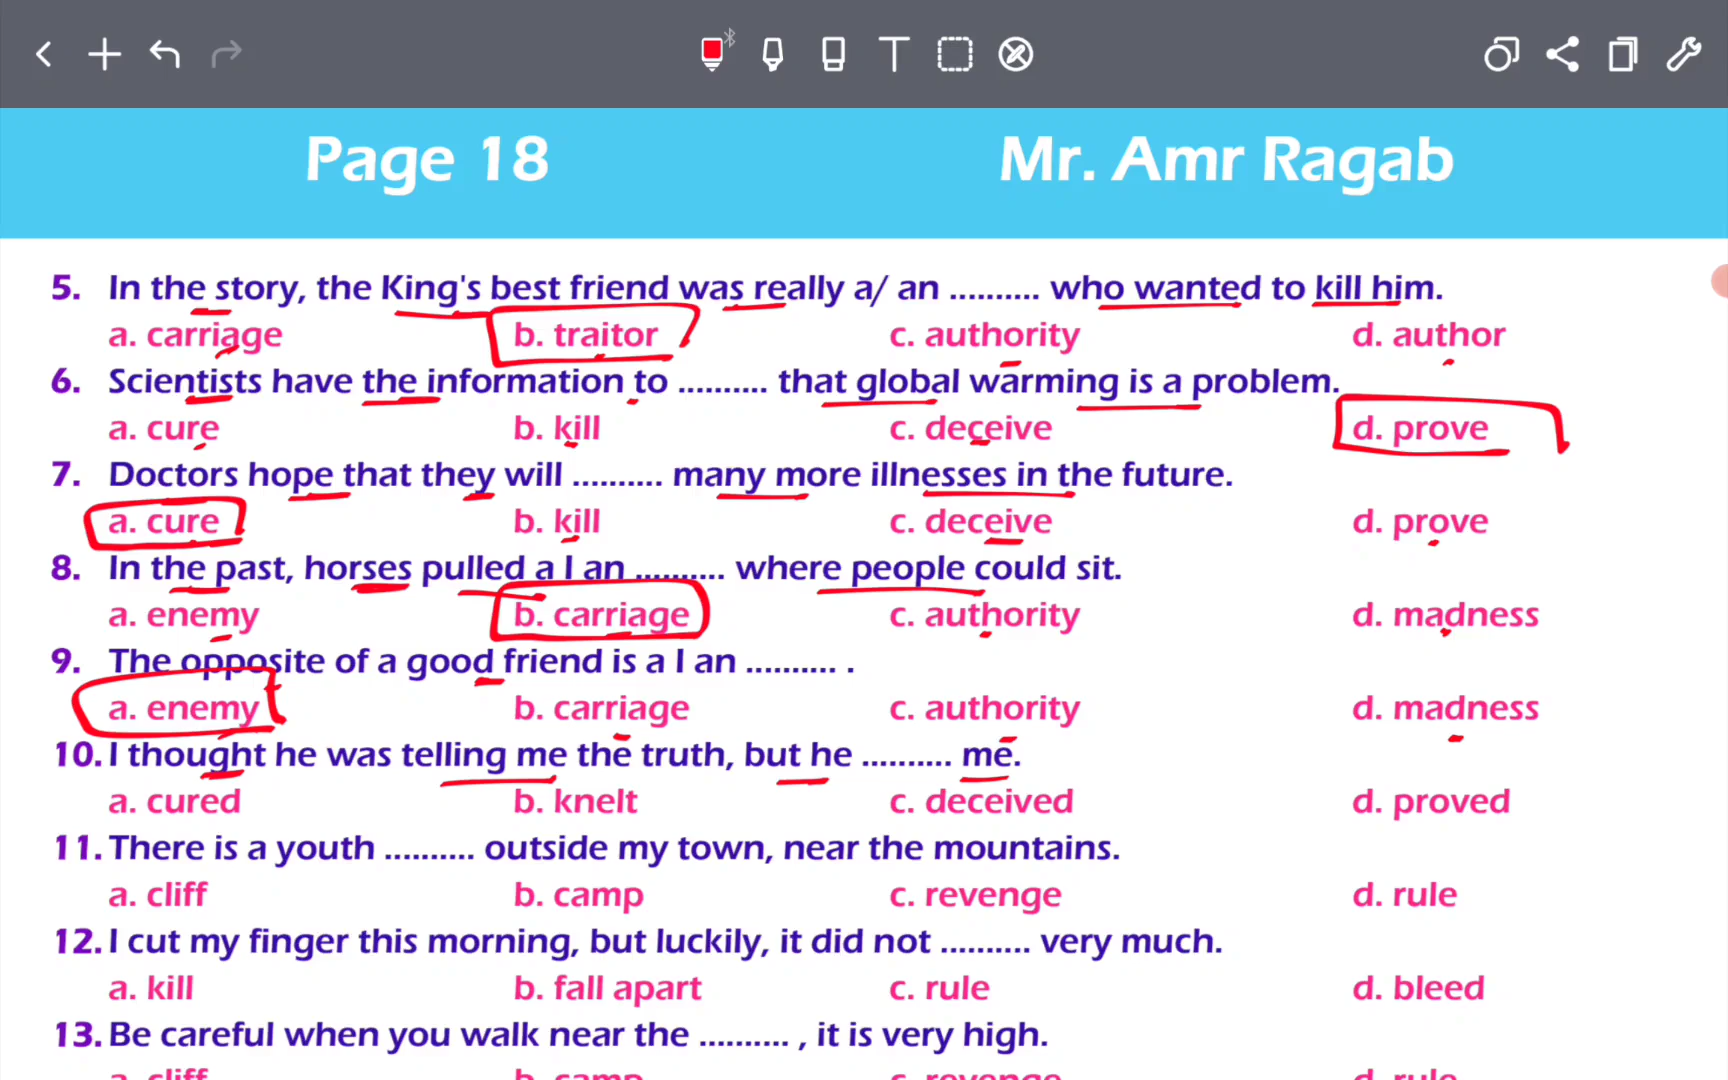 Page 18
Mr. Amr Ragab
5. In the story, the King's best friend was really a/ an .......... who wanted to kill him.
a. carriage b. traitor c. authority d. author
6. Scientists have the information to .......... that global warming is a problem.
a. cure b. kill c. deceive d. prove
7. Doctors hope that they will .......... many more illnesses in the future.
a. cure b. kill c. deceive d. prove
8. In the past, horses pulled a I an .......... where people could sit.
a. enemy b. carriage c. authority d. madness
9. The opposite of a good friend is a I an .......... .
a. enemy b. carriage c. authority d. madness
10. I thought he was telling me the truth, but he .......... me.
a. cured b. knelt c. deceived d. proved
11. There is a youth .......... outside my town, near the mountains.
a. cliff b. camp c. revenge d. rule
12. I cut my finger this morning, but luckily, it did not .......... very much.
a. kill b. fall apart c. rule d. bleed
13. Be careful when you walk near the .......... , it is very high.
a. cliff b. camp c. revenge d. rule